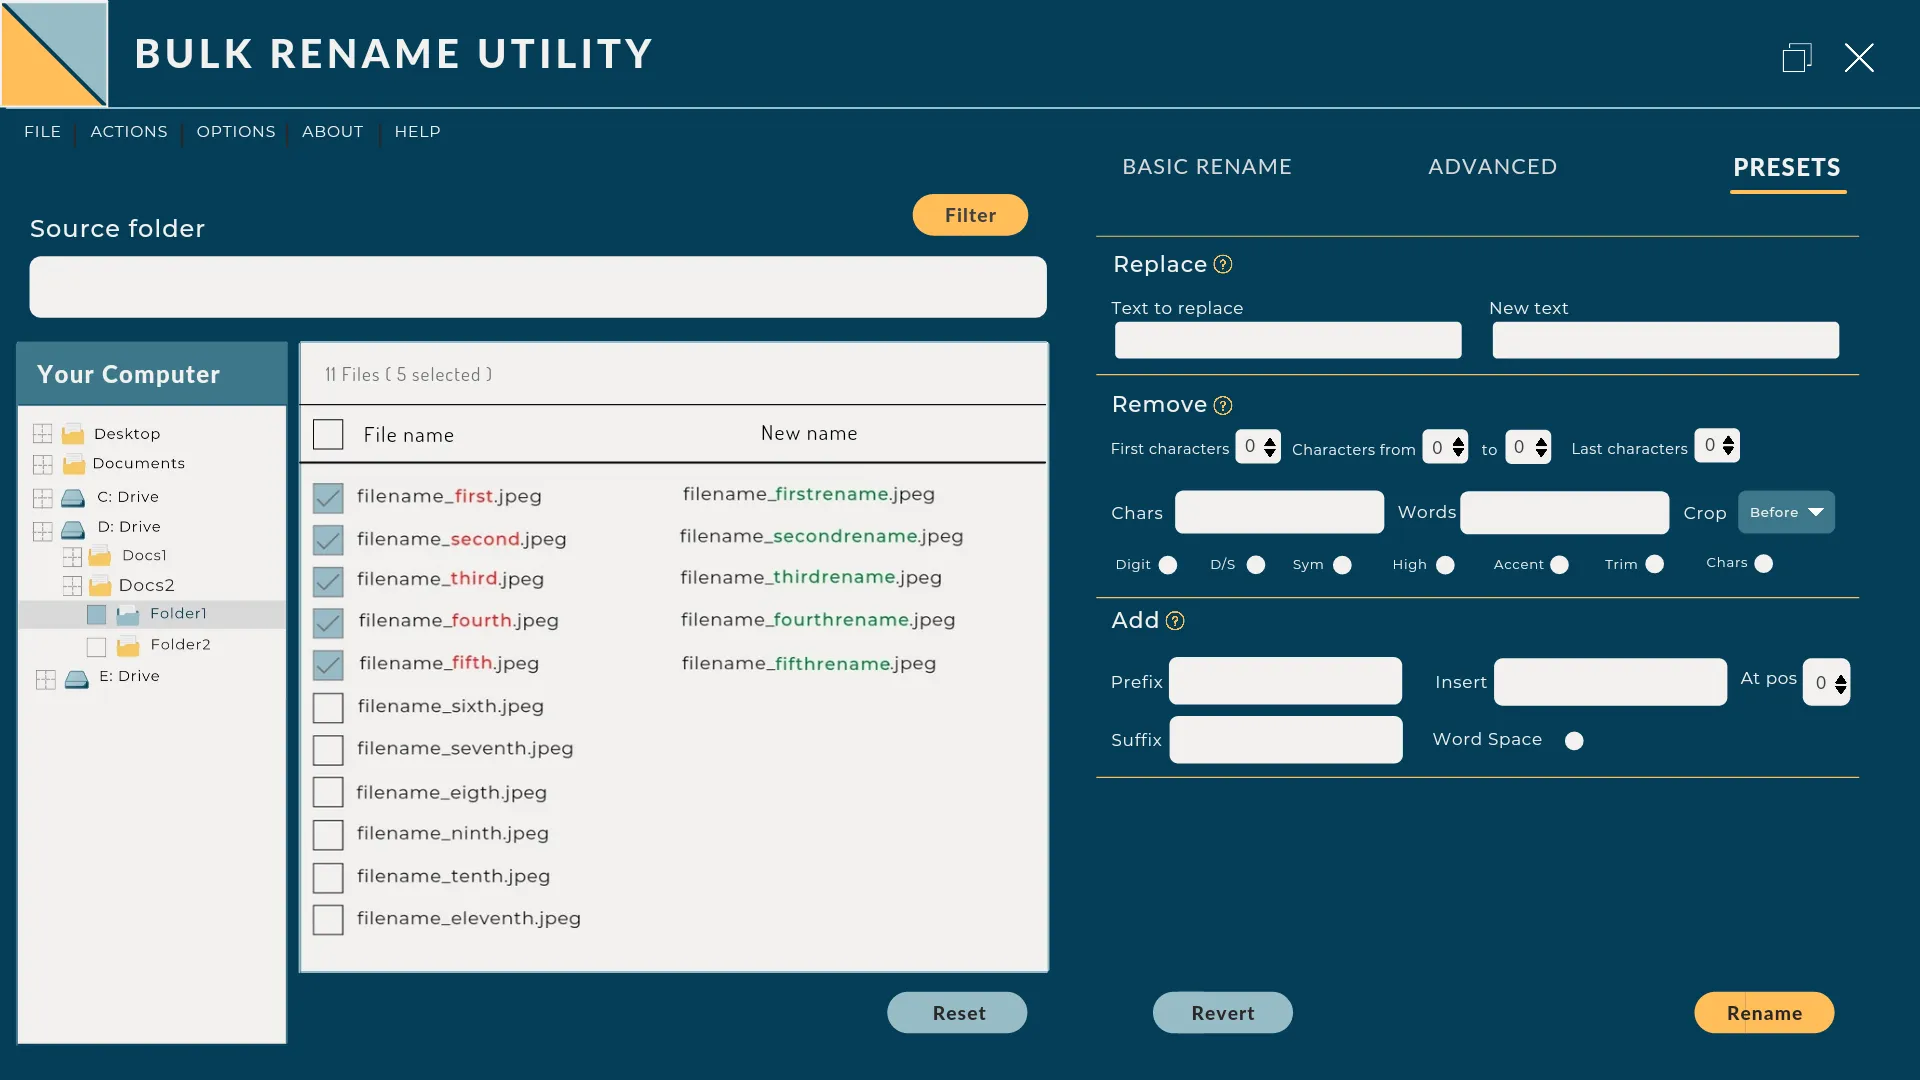 BULK RENAME UTILITY
FILE ACTIONS OPTIONS ABOUT HELP
BASIC RENAME ADVANCED PRESETS
Source folder
Filter
Your Computer
Desktop
Documents
C: Drive
D: Drive
Docs1
Docs2
Folder1
Folder2
E: Drive
11 Files ( 5 selected )
File name New name
filename_first.jpeg filename_firstrename.jpeg
filename_second.jpeg filename_secondrename.jpeg
filename_third.jpeg filename_thirdrename.jpeg
filename_fourth.jpeg filename_fourthrename.jpeg
filename_fifth.jpeg filename_fifthrename.jpeg
filename_sixth.jpeg
filename_seventh.jpeg
filename_eigth.jpeg
filename_ninth.jpeg
filename_tenth.jpeg
filename_eleventh.jpeg
Reset
Replace ?
Text to replace New text
Remove ?
First characters 0 Characters from 0 to 0 Last characters 0
Chars Words Crop Before
Digit D/S Sym High Accent Trim Chars
Add ?
Prefix Insert At pos 0
Suffix Word Space
Revert Rename